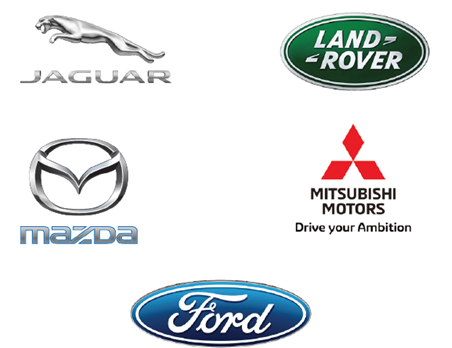 JAGUAR
LAND-
-ROVER
mazda
MITSUBISHI
MOTORS
Drive your Ambition
Ford